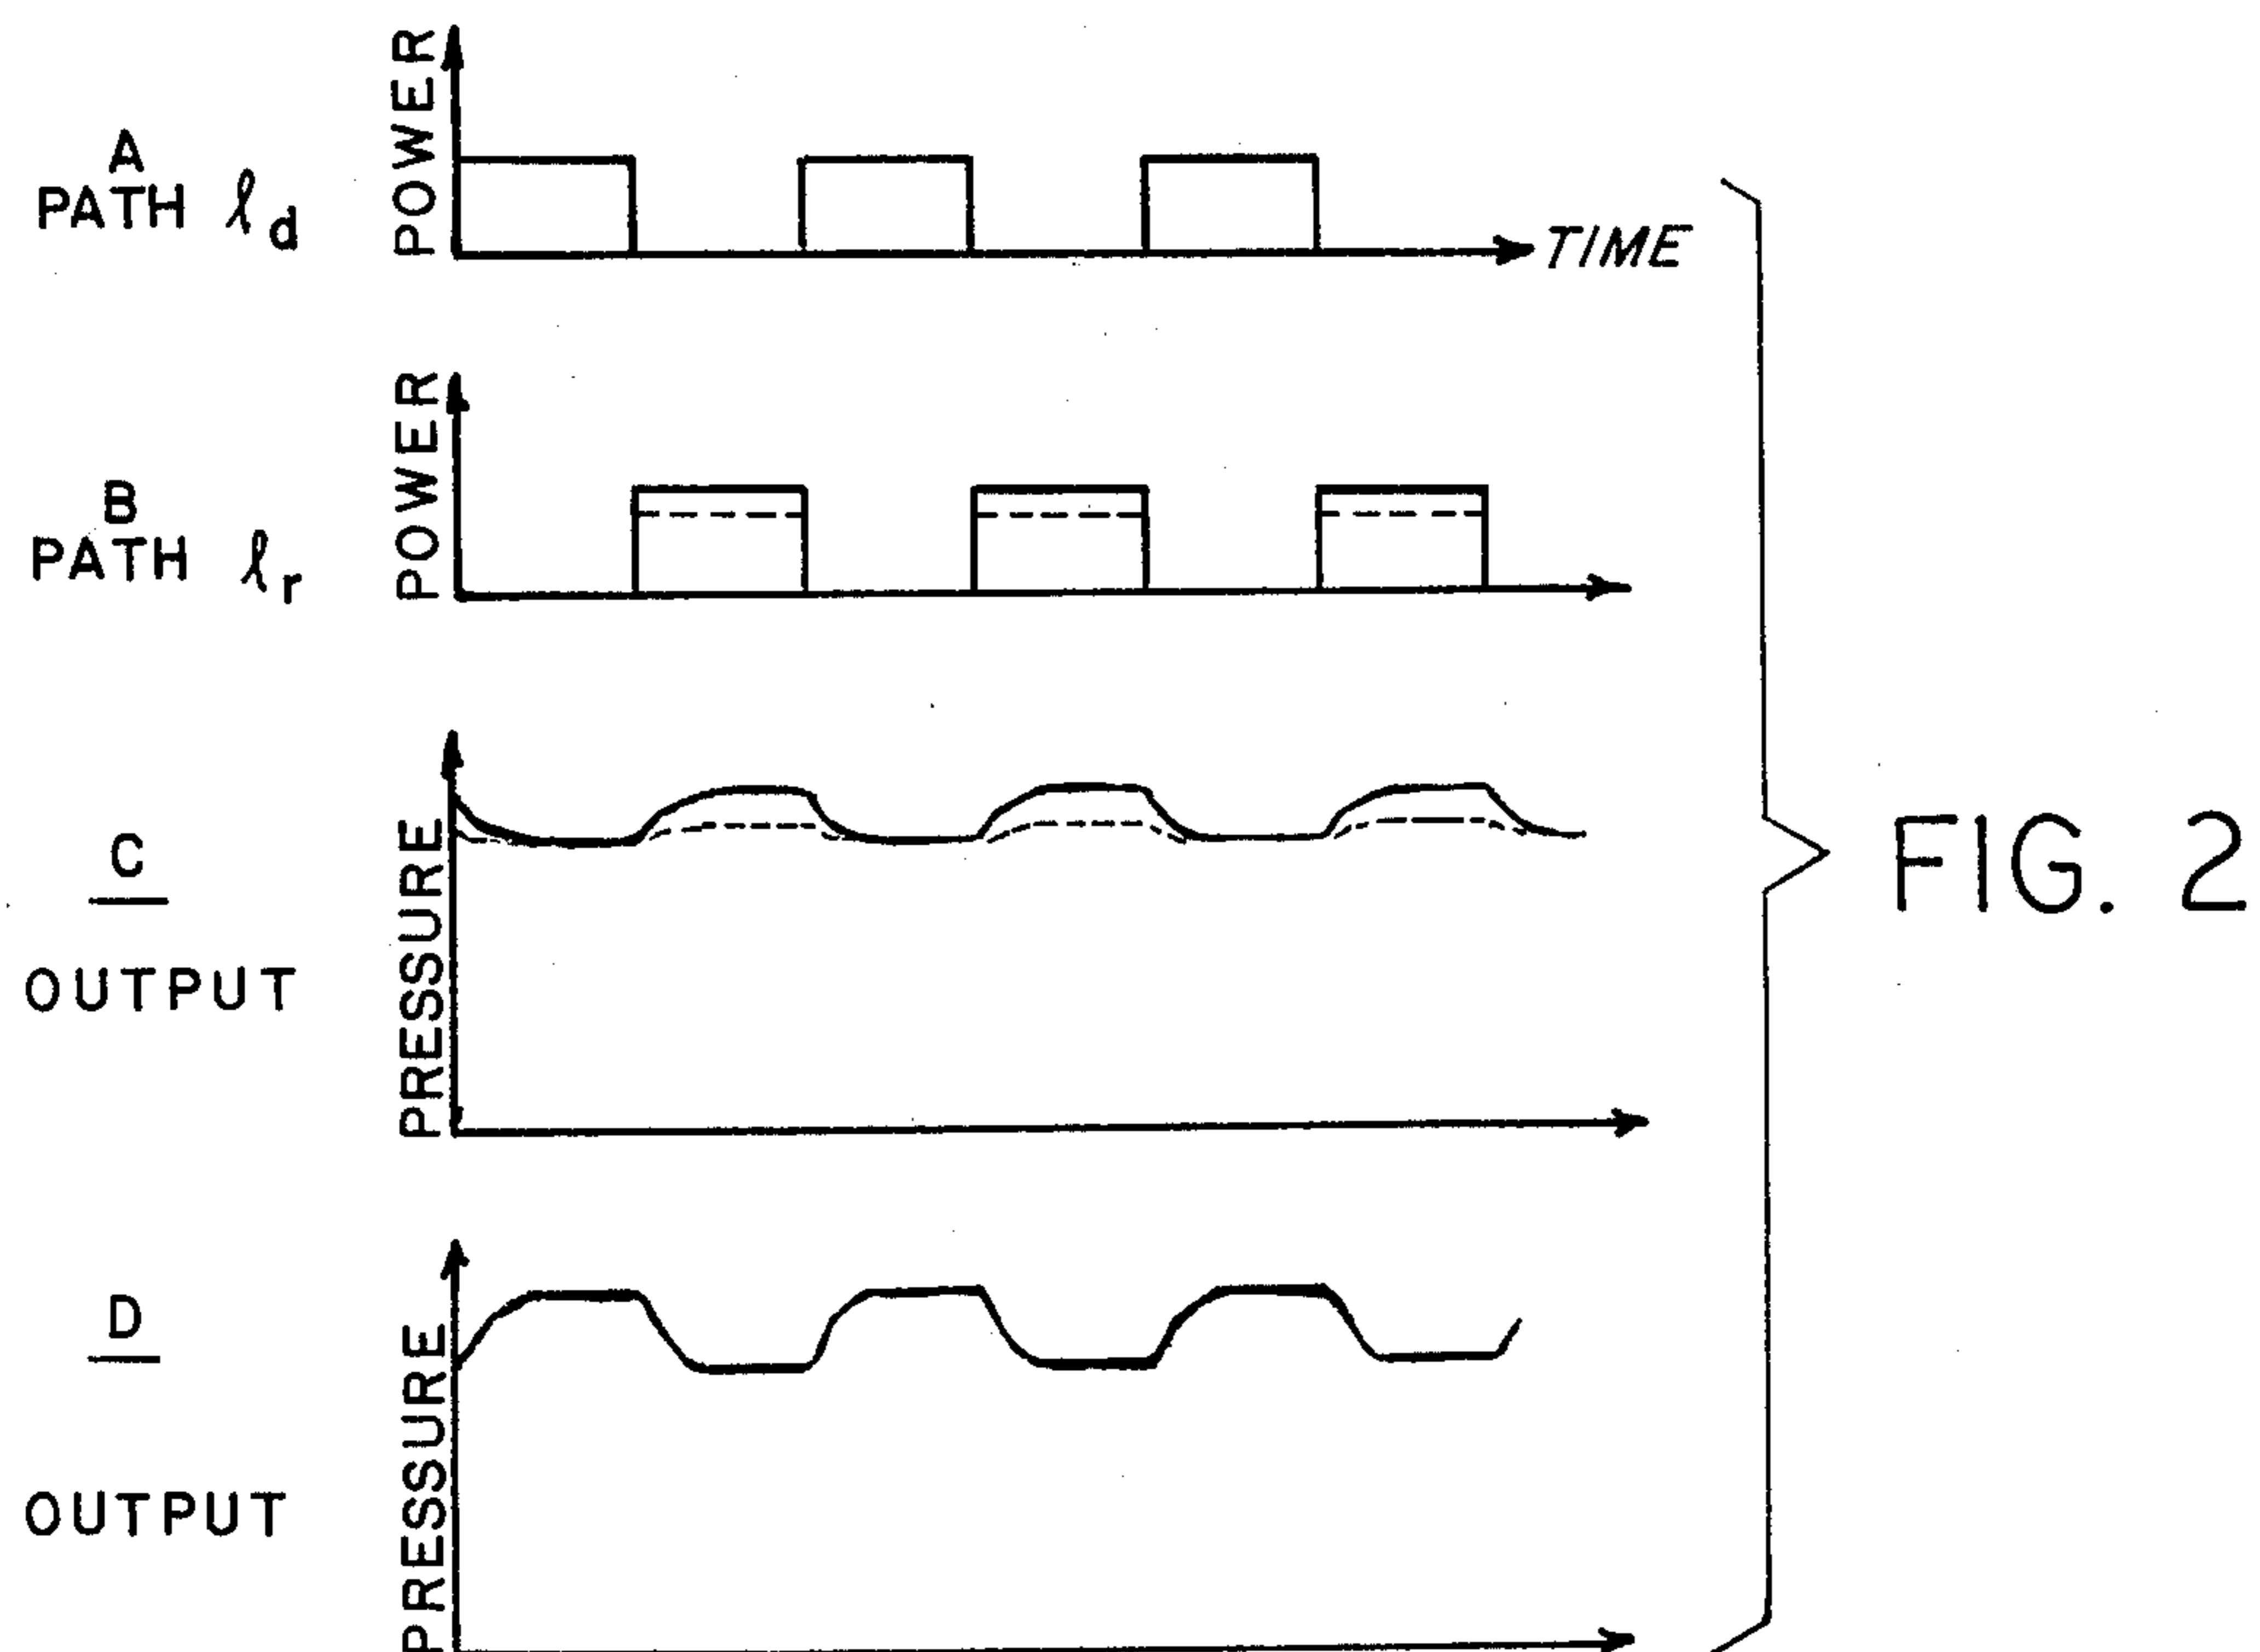 POWER
A
PATH ℓd
TIME
POWER
B
PATH ℓr
PRESSURE
C
OUTPUT
FIG. 2
PRESSURE
D
OUTPUT